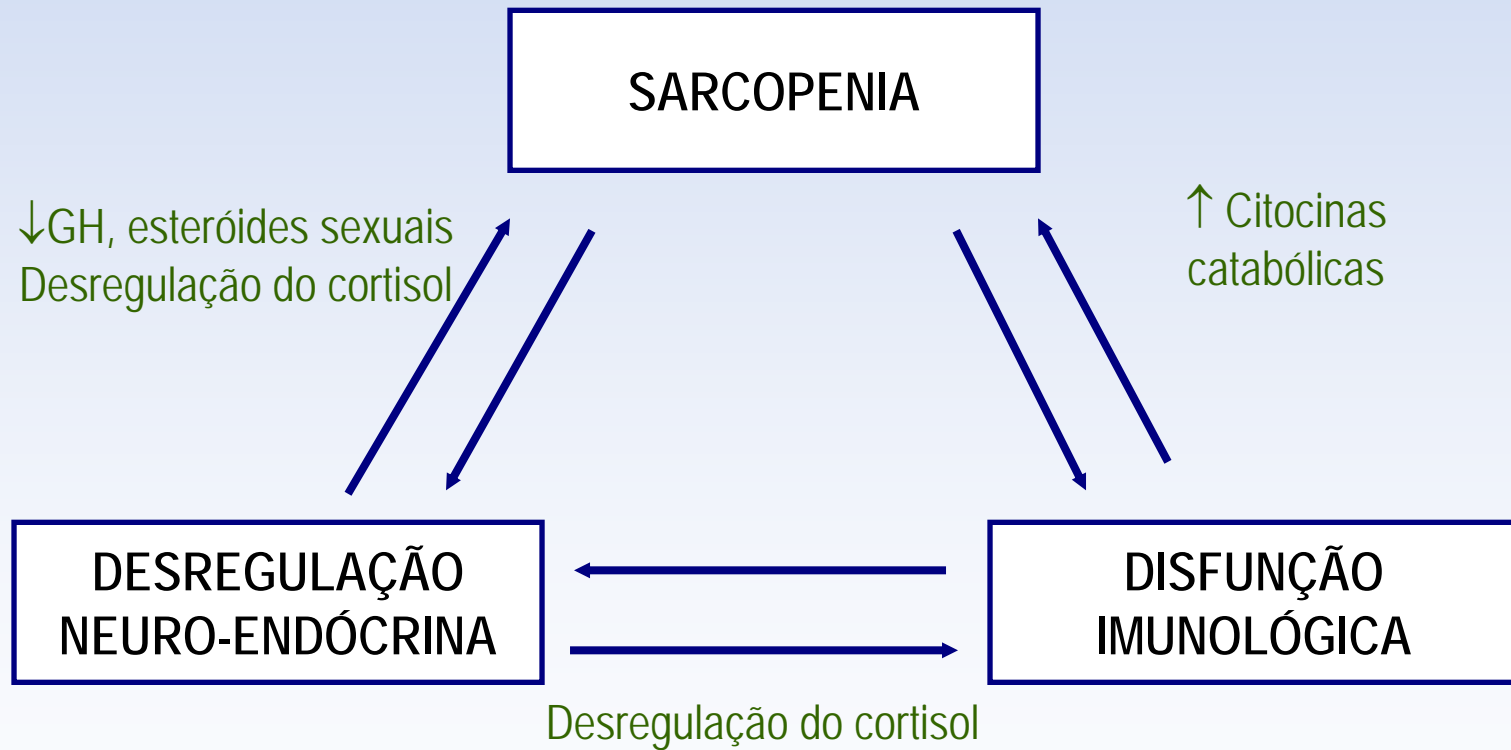 SARCOPENIA
↓GH, esteróides sexuais
Desregulação do cortisol
↑ Citocinas
catabólicas
DESREGULAÇÃO
NEURO-ENDÓCRINA
DISFUNÇÃO
IMUNOLÓGICA
Desregulação do cortisol